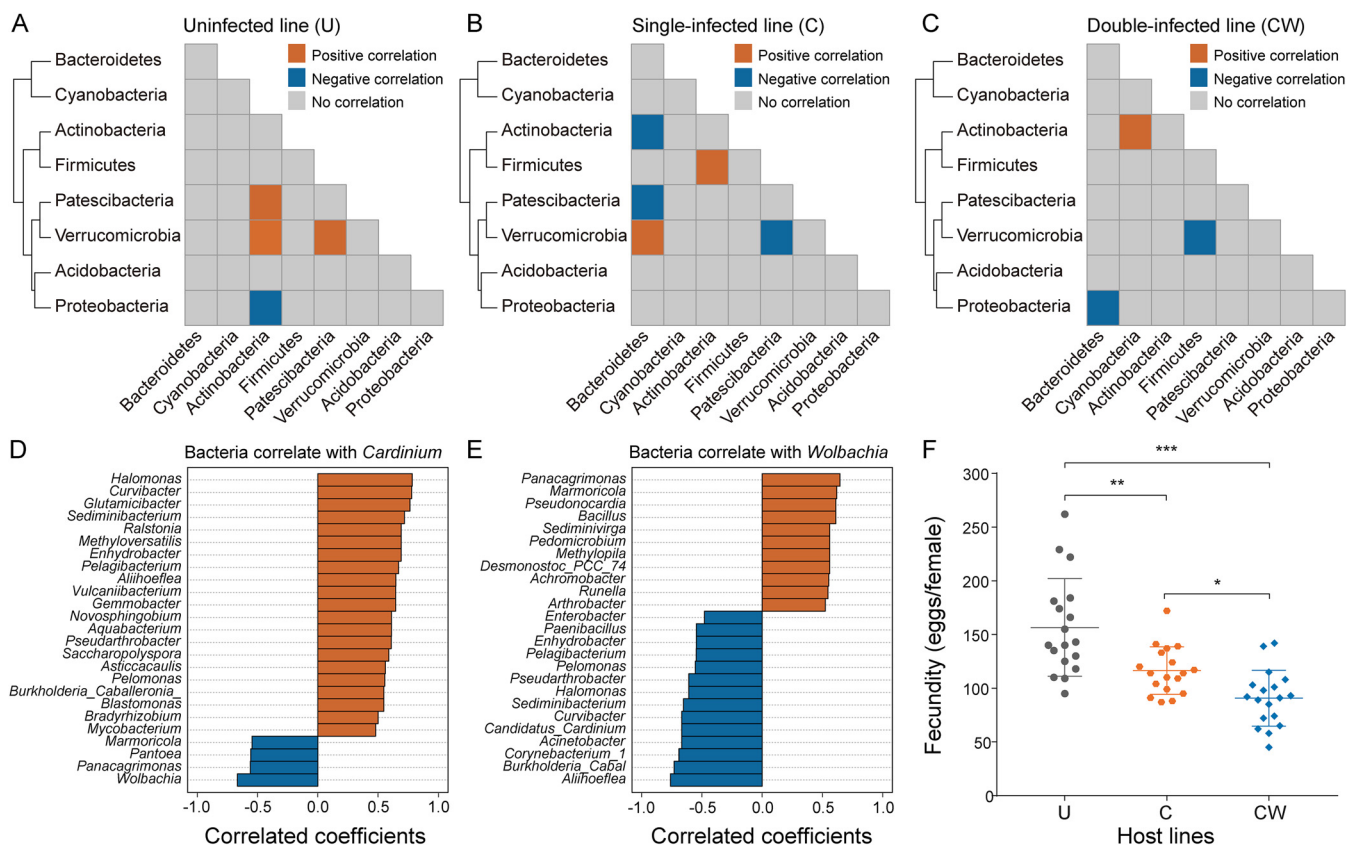 A
Uninfected line (U)
Positive correlation
Negative correlation
No correlation
Bacteroidetes
Cyanobacteria
Actinobacteria
Firmicutes
Patescibacteria
Verrucomicrobia
Acidobacteria
Proteobacteria
Bacteroidetes
Cyanobacteria
Actinobacteria
Firmicutes
Patescibacteria
Verrucomicrobia
Acidobacteria
Proteobacteria
B
Single-infected line (C)
Positive correlation
Negative correlation
No correlation
Bacteroidetes
Cyanobacteria
Actinobacteria
Firmicutes
Patescibacteria
Verrucomicrobia
Acidobacteria
Proteobacteria
Bacteroidetes
Cyanobacteria
Actinobacteria
Firmicutes
Patescibacteria
Verrucomicrobia
Acidobacteria
Proteobacteria
C
Double-infected line (CW)
Positive correlation
Negative correlation
No correlation
Bacteroidetes
Cyanobacteria
Actinobacteria
Firmicutes
Patescibacteria
Verrucomicrobia
Acidobacteria
Proteobacteria
Bacteroidetes
Cyanobacteria
Actinobacteria
Firmicutes
Patescibacteria
Verrucomicrobia
Acidobacteria
Proteobacteria
D
Bacteria correlate with Cardinium
Halomonas
Curvibacter
Glutamicibacter
Sediminibacterium
Ralstonia
Methyloversatilis
Enhydrobacter
Pelagibacterium
Aliihoeflea
Vulcaniibacterium
Gemmobacter
Novosphingobium
Aquabacterium
Pseudarthrobacter
Saccharopolyspora
Asticcacaulis
Pelomonas
Burkholderia_Caballeronia_
Blastomonas
Bradyrhizobium
Mycobacterium
Marmoricola
Pantoea
Panacagrimonas
Wolbachia
-1.0 -0.5 0.0 0.5 1.0
Correlated coefficients
E
Bacteria correlate with Wolbachia
Panacagrimonas
Marmoricola
Pseudonocardia
Bacillus
Sediminivirga
Pedomicrobium
Methylopila
Desmonostoc_PCC_74
Achromobacter
Runella
Arthrobacter
Enterobacter
Paenibacillus
Enhydrobacter
Pelagibacterium
Pelomonas
Pseudarthrobacter
Halomonas
Sediminibacterium
Curvibacter
Candidatus_Cardinium
Acinetobacter
Corynebacterium_1
Burkholderia_Cabal
Aliihoeflea
-1.0 -0.5 0.0 0.5 1.0
Correlated coefficients
F
***
**
*
Fecundity (eggs/female)
300
250
200
150
100
50
0
U C CW
Host lines